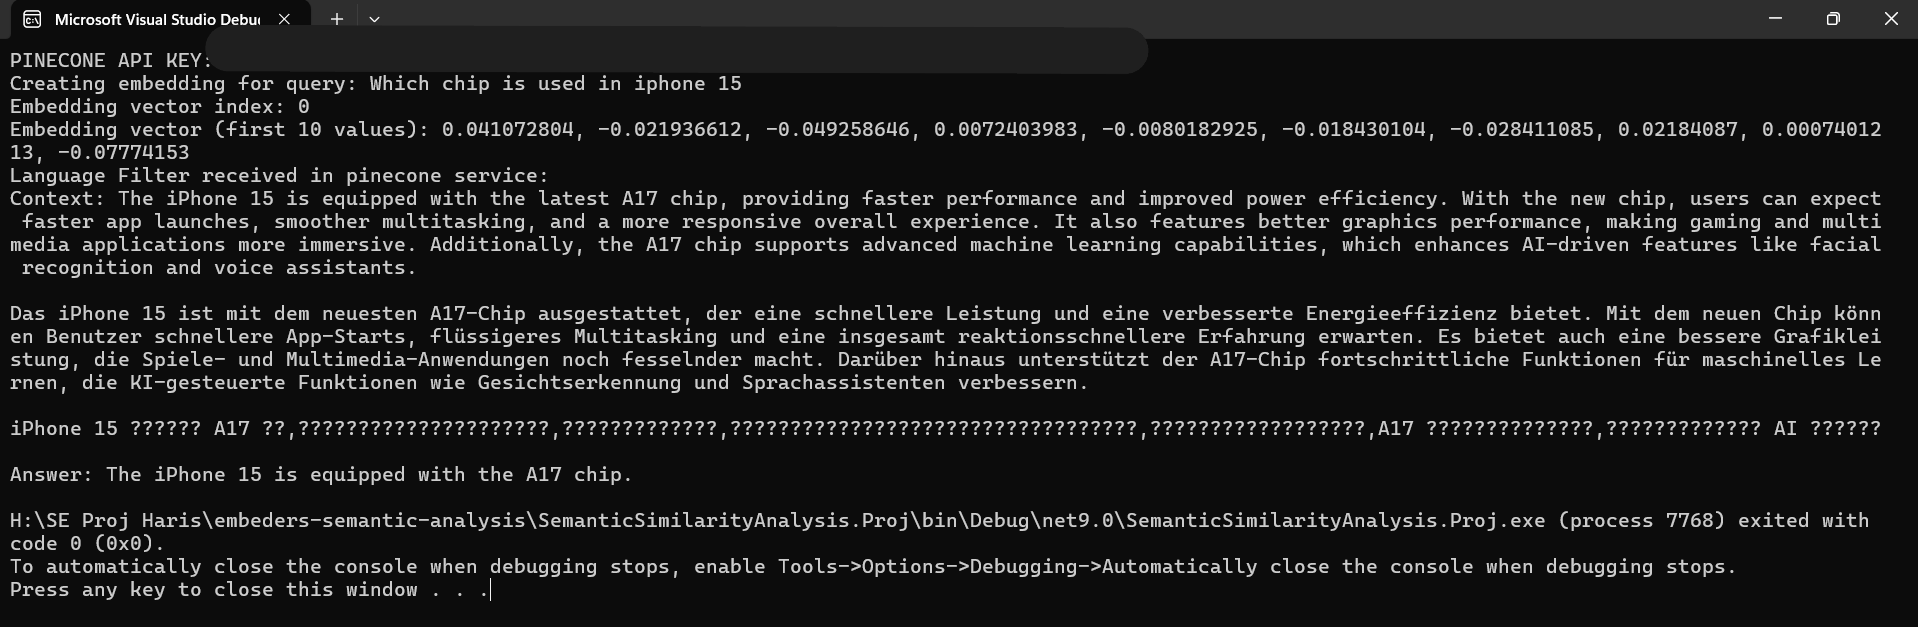 Microsoft Visual Studio Debu
PINECONE API KEY:
Creating embedding for query: Which chip is used in iphone 15
Embedding vector index: 0
Embedding vector (first 10 values): 0.041072804, -0.021936612, -0.049258646, 0.0072403983, -0.0080182925, -0.018430104, -0.028411085, 0.02184087, 0.00074012
13, -0.07774153
Language Filter received in pinecone service:
Context: The iPhone 15 is equipped with the latest A17 chip, providing faster performance and improved power efficiency. With the new chip, users can expect
 faster app launches, smoother multitasking, and a more responsive overall experience. It also features better graphics performance, making gaming and multi
media applications more immersive. Additionally, the A17 chip supports advanced machine learning capabilities, which enhances AI-driven features like facial
 recognition and voice assistants.
Das iPhone 15 ist mit dem neuesten A17-Chip ausgestattet, der eine schnellere Leistung und eine verbesserte Energieeffizienz bietet. Mit dem neuen Chip könn
en Benutzer schnellere App-Starts, flüssigeres Multitasking und eine insgesamt reaktionsschnellere Erfahrung erwarten. Es bietet auch eine bessere Grafiklei
stung, die Spiele- und Multimedia-Anwendungen noch fesselnder macht. Darüber hinaus unterstützt der A17-Chip fortschrittliche Funktionen für maschinelles Le
rnen, die KI-gesteuerte Funktionen wie Gesichtserkennung und Sprachassistenten verbessern.
iPhone 15 ?????? A17 ??,?????????????????????,?????????????,??????????????????????????????????,??????????????????,A17 ??????????????,????????????? AI ??????
Answer: The iPhone 15 is equipped with the A17 chip.
H:\SE Proj Haris\embeders-semantic-analysis\SemanticSimilarityAnalysis.Proj\bin\Debug\net9.0\SemanticSimilarityAnalysis.Proj.exe (process 7768) exited with
code 0 (0x0).
To automatically close the console when debugging stops, enable Tools->Options->Debugging->Automatically close the console when debugging stops.
Press any key to close this window . . .